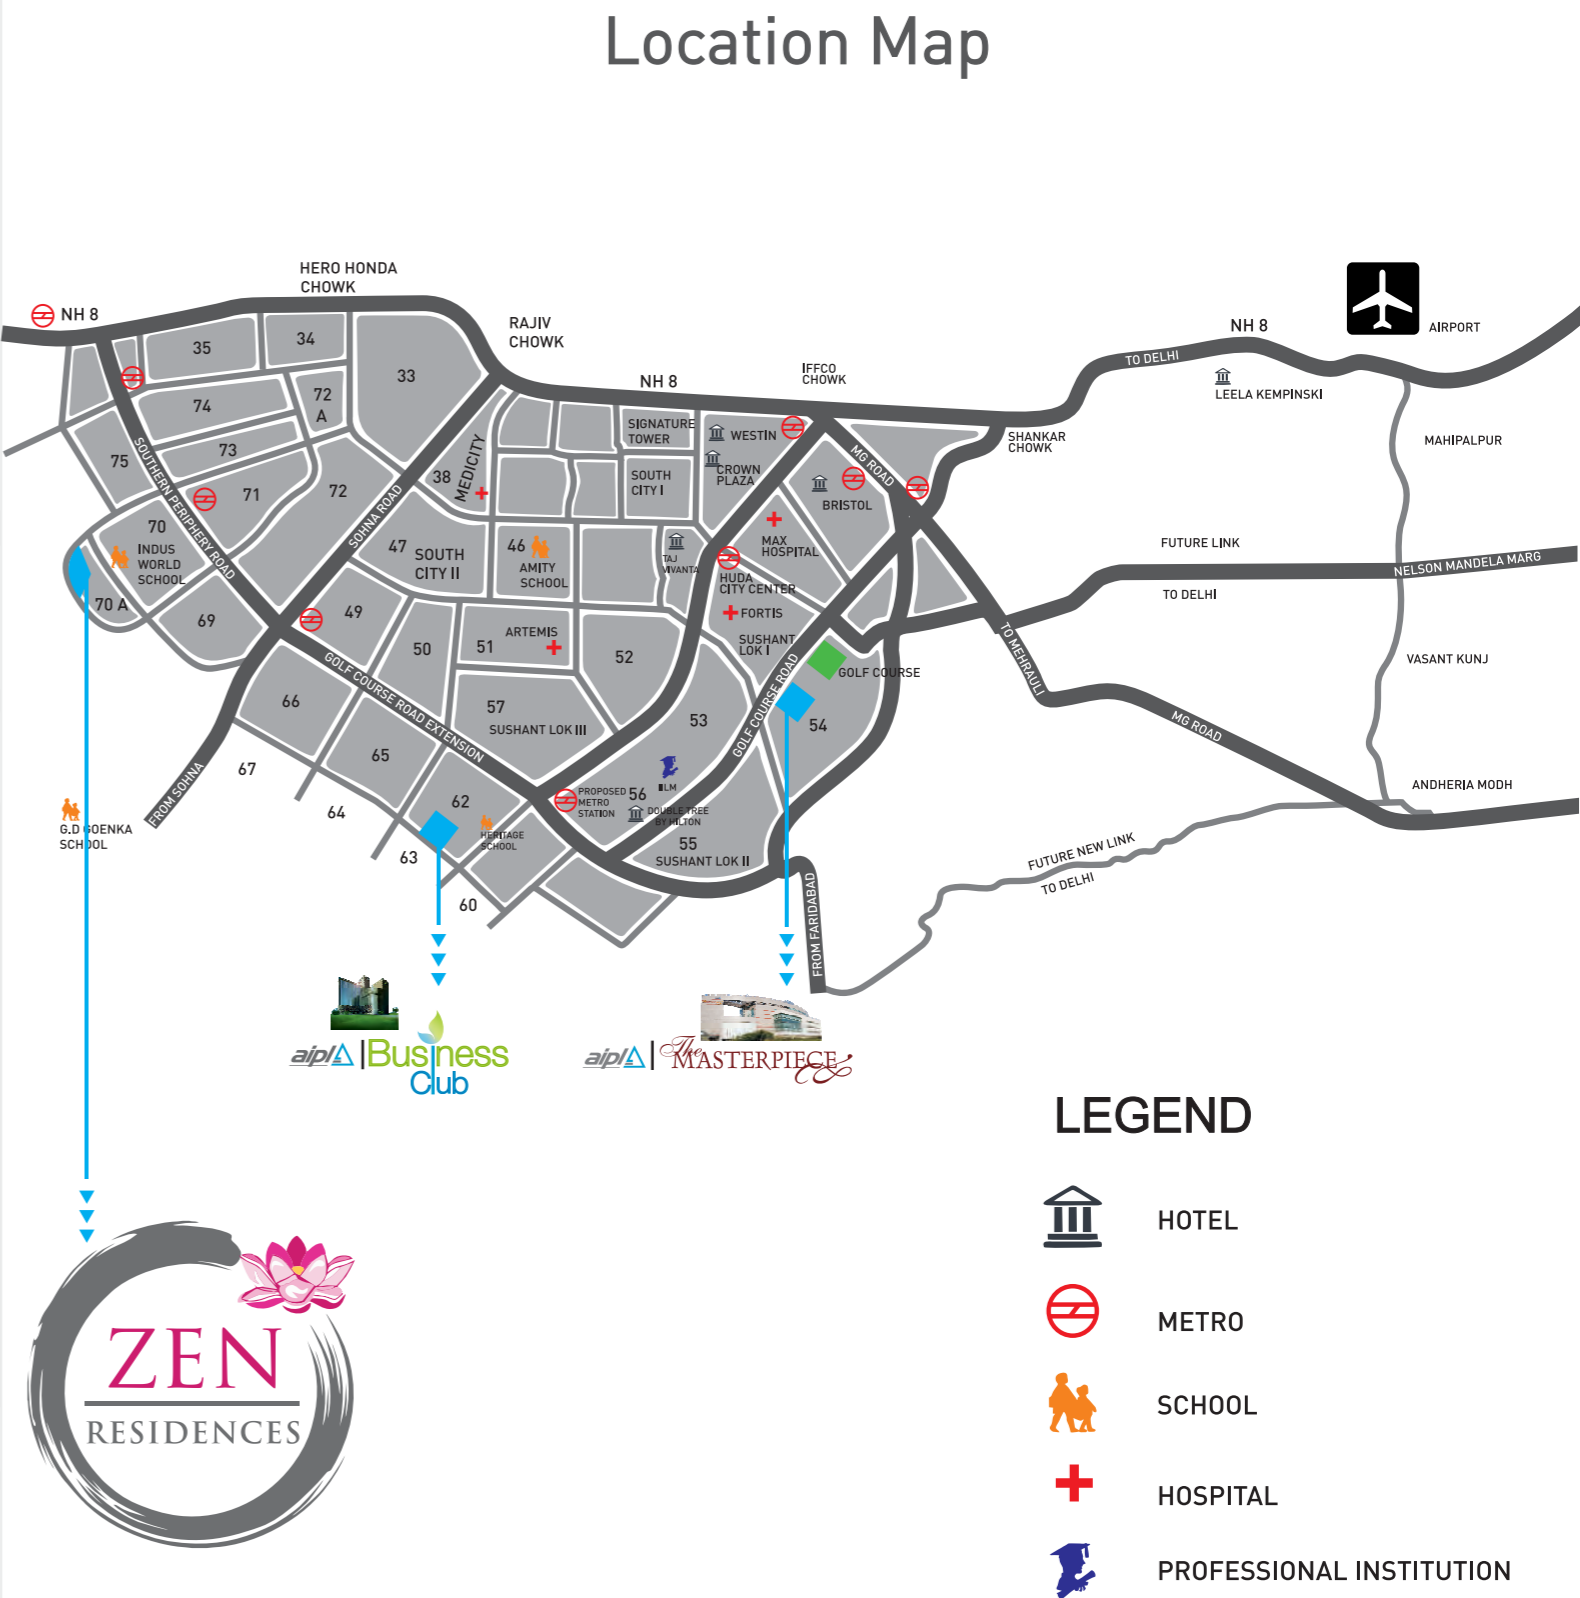 Location Map
HERO HONDA
CHOWK
NH 8
RAJIV
CHOWK
NH 8
IFFCO
CHOWK
NH 8
AIRPORT
TO DELHI
LEELA KEMPINSKI
SHANKAR
CHOWK
MAHIPALPUR
35
34
33
74
72
A
73
75
71
72
SOUTHERN PERIPHERY ROAD
SOHNA ROAD
38
MEDICITY
SIGNATURE
TOWER
SOUTH
CITY I
WESTIN
CROWN
PLAZA
MG ROAD
BRISTOL
70
INDUS
WORLD
SCHOOL
70 A
69
47
SOUTH
CITY II
46
AMITY
SCHOOL
TAJ
VIVANTA
MAX
HOSPITAL
HUDA
CITY CENTER
FORTIS
SUSHANT
LOK I
FUTURE LINK
NELSON MANDELA MARG
TO DELHI
49
50
51
ARTEMIS
52
GOLF COURSE
TO MEHRAULI
VASANT KUNJ
66
GOLF COURSE ROAD EXTENSION
57
SUSHANT LOK III
53
GOLF COURSE ROAD
54
MG ROAD
65
67
FROM SOHNA
64
62
HERITAGE
SCHOOL
63
60
PROPOSED
METRO
STATION
56
ILM
DOUBLE TREE
BY HILTON
55
SUSHANT LOK II
ANDHERIA MODH
FUTURE NEW LINK
TO DELHI
FROM FARIDABAD
G.D GOENKA
SCHOOL
aipl
Business
Club
aipl
The
MASTERPIECE
LEGEND
HOTEL
METRO
SCHOOL
HOSPITAL
PROFESSIONAL INSTITUTION
ZEN
RESIDENCES